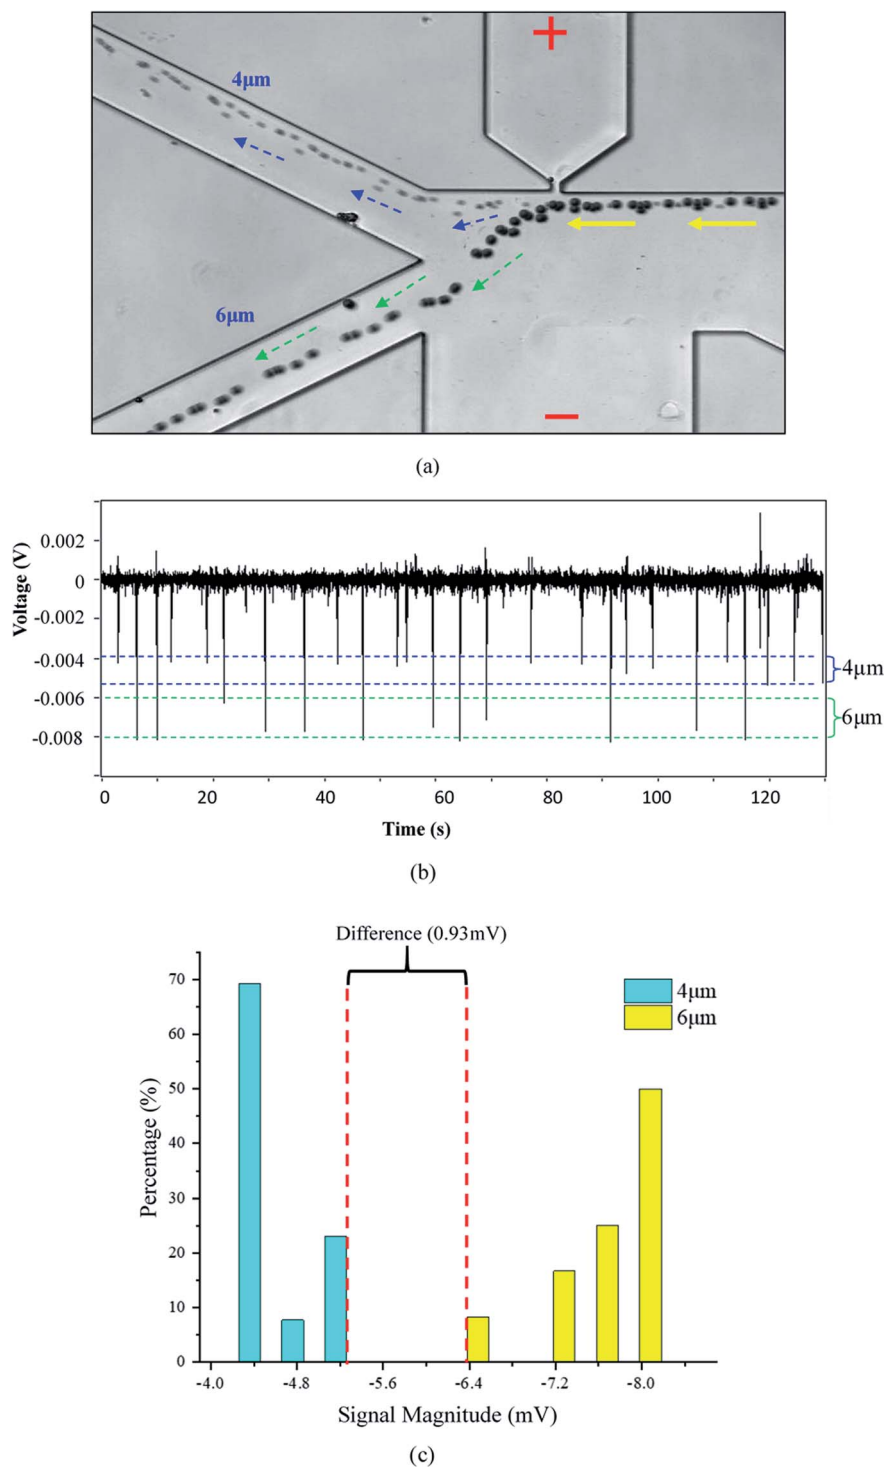 +
4μm
6μm
−
(a)
Voltage (V)
0.002
0
-0.002
-0.004
-0.006
-0.008
4μm
6μm
0 20 40 60 80 100 120
Time (s)
(b)
Difference (0.93mV)
Percentage (%)
70
60
50
40
30
20
10
0
4μm
6μm
-4.0 -4.8 -5.6 -6.4 -7.2 -8.0
Signal Magnitude (mV)
(c)